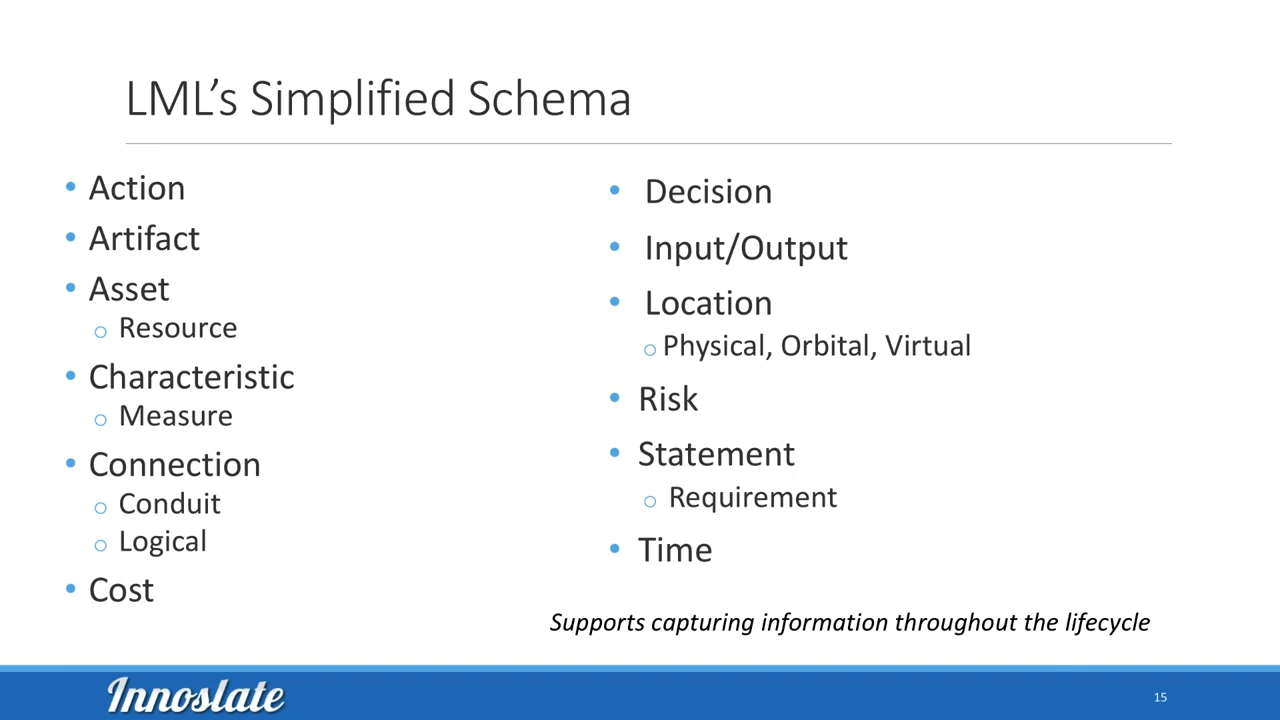 LML’s Simplified Schema
• Action
• Artifact
• Asset
o Resource
• Characteristic
o Measure
• Connection
o Conduit
o Logical
• Cost
• Decision
• Input/Output
• Location
o Physical, Orbital, Virtual
• Risk
• Statement
o Requirement
• Time
Supports capturing information throughout the lifecycle
Innoslate
15